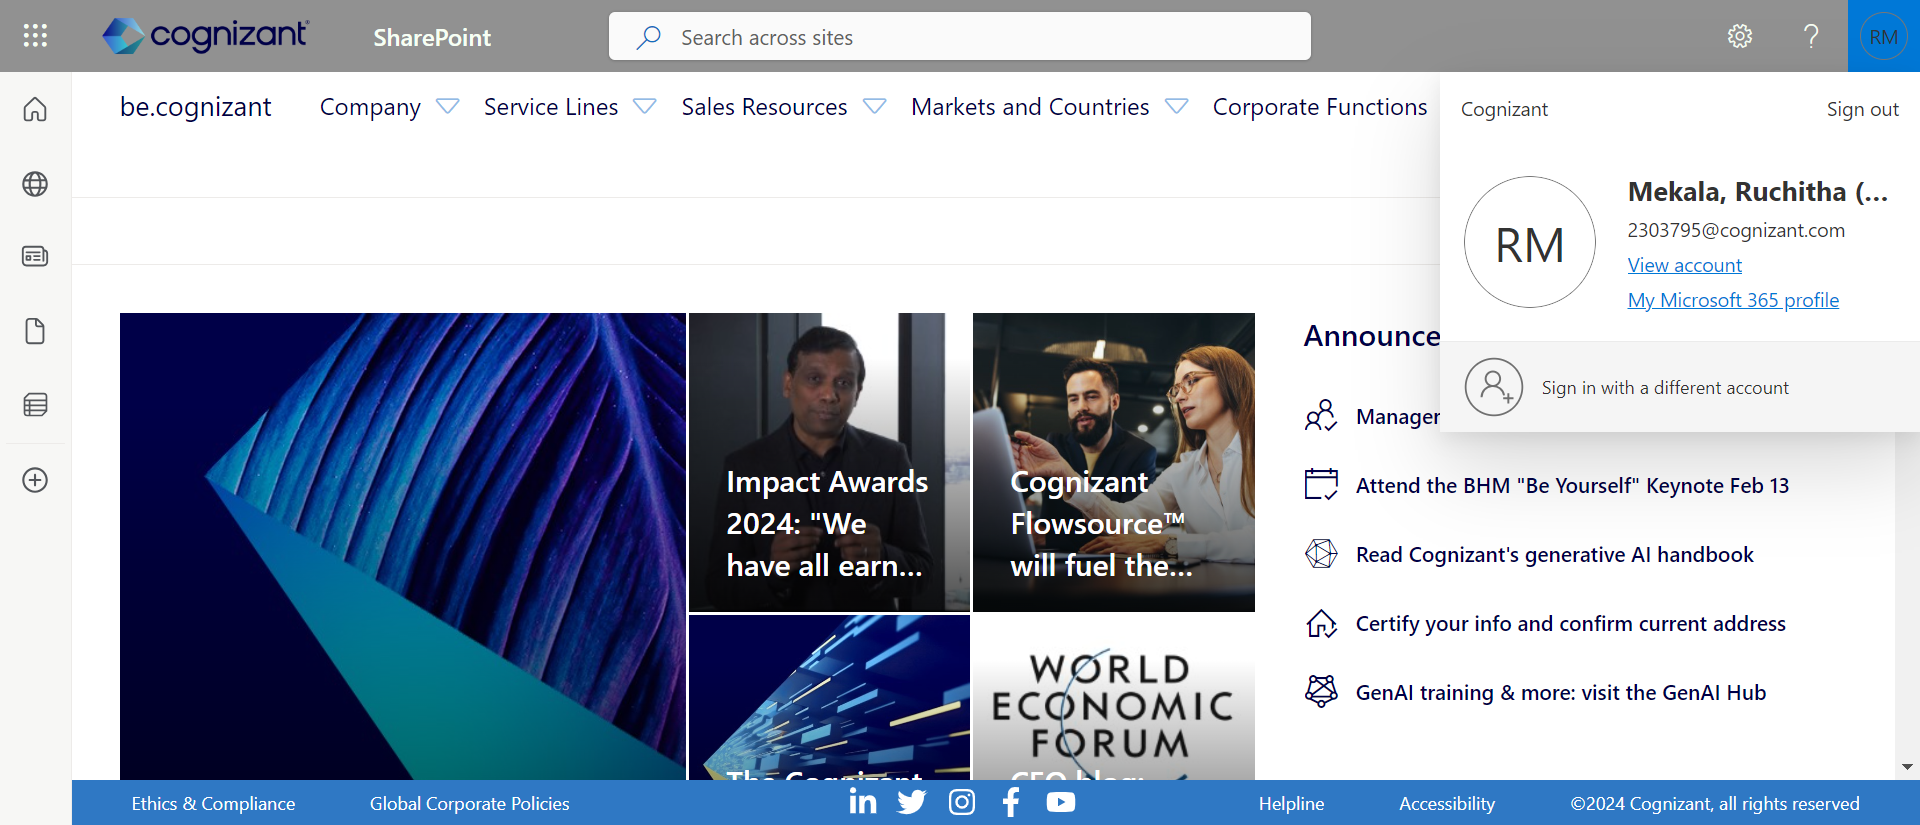 cognizant
SharePoint
Search across sites
RM
be.cognizant
Company
Service Lines
Sales Resources
Markets and Countries
Corporate Functions
Cognizant
Sign out
RM
Mekala, Ruchitha (...
2303795@cognizant.com
View account
My Microsoft 365 profile
Sign in with a different account
Impact Awards
2024: "We
have all earn...
Cognizant
Flowsource™
will fuel the...
The Cognizant
WORLD
ECONOMIC
FORUM
CEO blog:
Announce
Manager
Attend the BHM "Be Yourself" Keynote Feb 13
Read Cognizant's generative AI handbook
Certify your info and confirm current address
GenAI training & more: visit the GenAI Hub
Ethics & Compliance
Global Corporate Policies
Helpline
Accessibility
©2024 Cognizant, all rights reserved